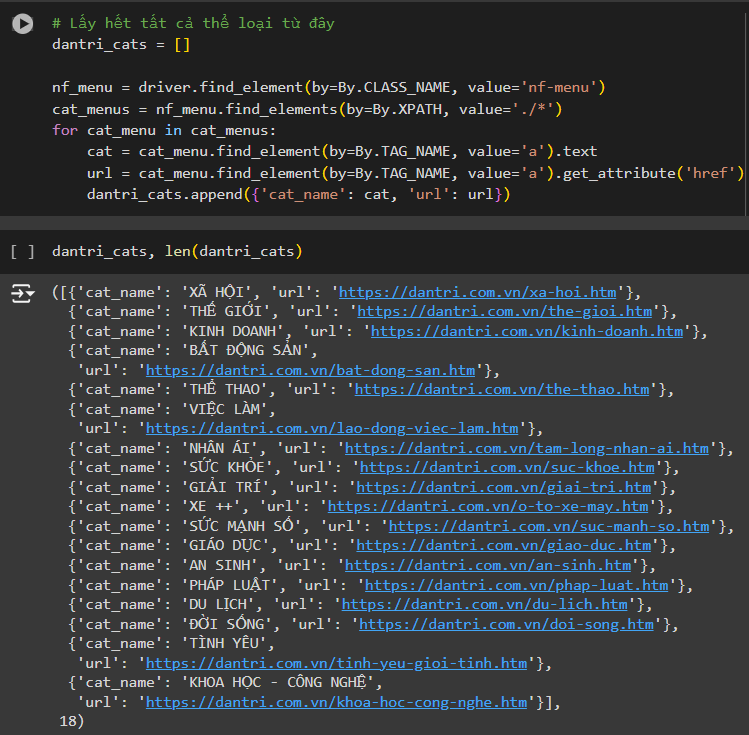 # Lấy hết tất cả thể loại từ đây
dantri_cats = []
nf_menu = driver.find_element(by=By.CLASS_NAME, value='nf-menu')
cat_menus = nf_menu.find_elements(by=By.XPATH, value='./*')
for cat_menu in cat_menus:
    cat = cat_menu.find_element(by=By.TAG_NAME, value='a').text
    url = cat_menu.find_element(by=By.TAG_NAME, value='a').get_attribute('href')
    dantri_cats.append({'cat_name': cat, 'url': url})
[ ] dantri_cats, len(dantri_cats)
([{'cat_name': 'XÃ HỘI', 'url': 'https://dantri.com.vn/xa-hoi.htm'},
  {'cat_name': 'THẾ GIỚI', 'url': 'https://dantri.com.vn/the-gioi.htm'},
  {'cat_name': 'KINH DOANH', 'url': 'https://dantri.com.vn/kinh-doanh.htm'},
  {'cat_name': 'BẤT ĐỘNG SẢN',
   'url': 'https://dantri.com.vn/bat-dong-san.htm'},
  {'cat_name': 'THỂ THAO', 'url': 'https://dantri.com.vn/the-thao.htm'},
  {'cat_name': 'VIỆC LÀM',
   'url': 'https://dantri.com.vn/lao-dong-viec-lam.htm'},
  {'cat_name': 'NHÂN ÁI', 'url': 'https://dantri.com.vn/tam-long-nhan-ai.htm'},
  {'cat_name': 'SỨC KHỎE', 'url': 'https://dantri.com.vn/suc-khoe.htm'},
  {'cat_name': 'GIẢI TRÍ', 'url': 'https://dantri.com.vn/giai-tri.htm'},
  {'cat_name': 'XE ++', 'url': 'https://dantri.com.vn/o-to-xe-may.htm'},
  {'cat_name': 'SỨC MẠNH SỐ', 'url': 'https://dantri.com.vn/suc-manh-so.htm'},
  {'cat_name': 'GIÁO DỤC', 'url': 'https://dantri.com.vn/giao-duc.htm'},
  {'cat_name': 'AN SINH', 'url': 'https://dantri.com.vn/an-sinh.htm'},
  {'cat_name': 'PHÁP LUẬT', 'url': 'https://dantri.com.vn/phap-luat.htm'},
  {'cat_name': 'DU LỊCH', 'url': 'https://dantri.com.vn/du-lich.htm'},
  {'cat_name': 'ĐỜI SỐNG', 'url': 'https://dantri.com.vn/doi-song.htm'},
  {'cat_name': 'TÌNH YÊU',
   'url': 'https://dantri.com.vn/tinh-yeu-gioi-tinh.htm'},
  {'cat_name': 'KHOA HỌC - CÔNG NGHỆ',
   'url': 'https://dantri.com.vn/khoa-hoc-cong-nghe.htm'}],
 18)